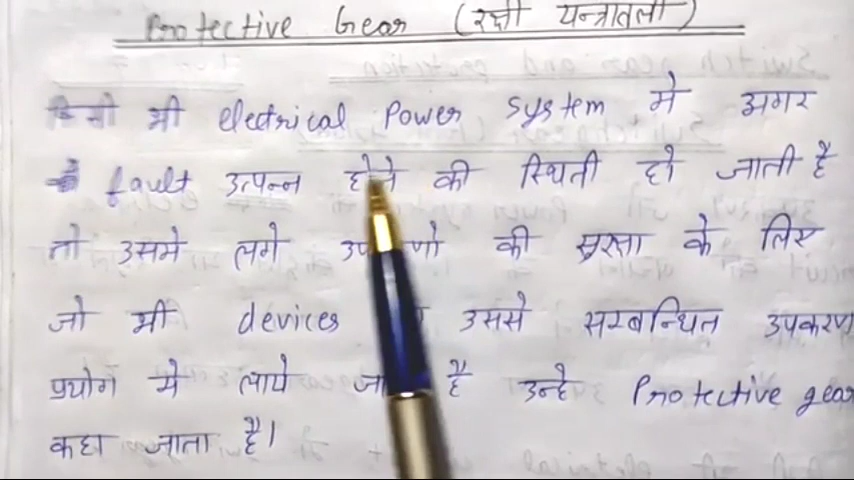 Protective Gear (रक्षी यन्त्रावली)
किसी भी electrical Power system मे अगर
fault उत्पन्न होने की स्थिती हो जाती है
तो उसमे लगे की सुरक्षा के लिए
जो भी devices उससे सम्बन्धित उपकरण
प्रयोग मे लाये है उन्हे Protective gear
कहा जाता है।